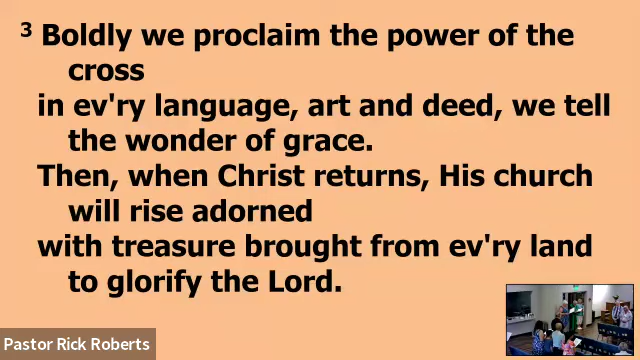 3 Boldly we proclaim the power of the
cross
in ev'ry language, art and deed, we tell
the wonder of grace.
Then, when Christ returns, His church
will rise adorned
with treasure brought from ev'ry land
to glorify the Lord.
Pastor Rick Roberts